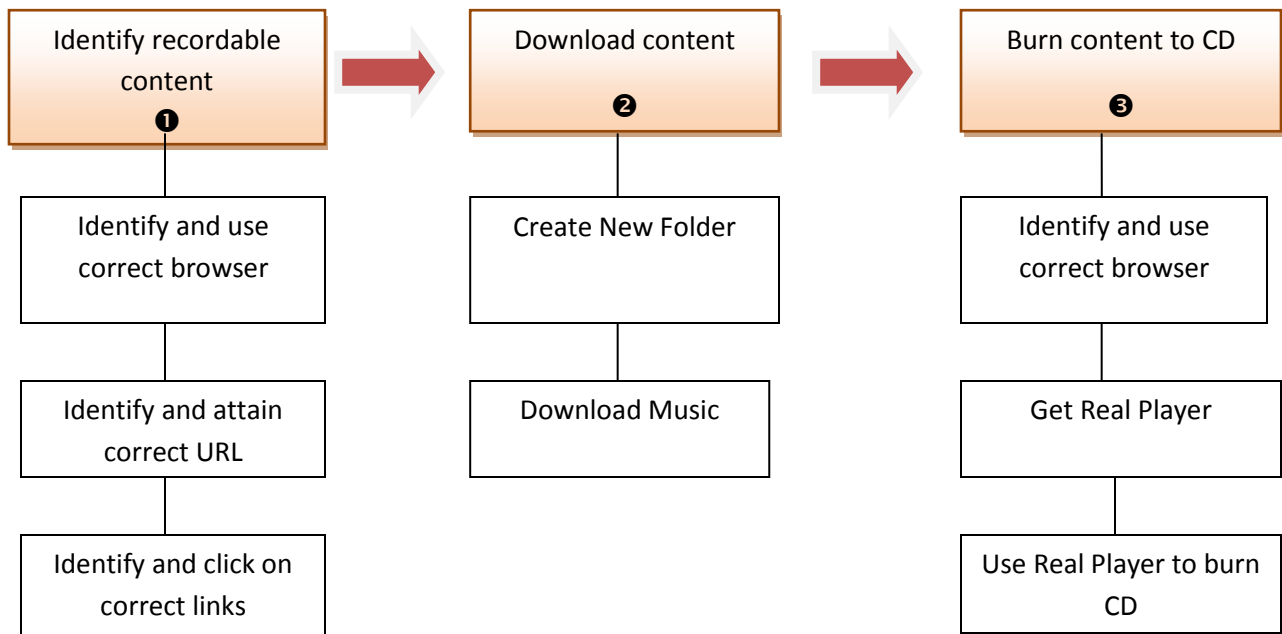 Identify recordable
content
❶
Download content
❷
Burn content to CD
❸
Identify and use
correct browser
Identify and attain
correct URL
Identify and click on
correct links
Create New Folder
Download Music
Identify and use
correct browser
Get Real Player
Use Real Player to burn
CD